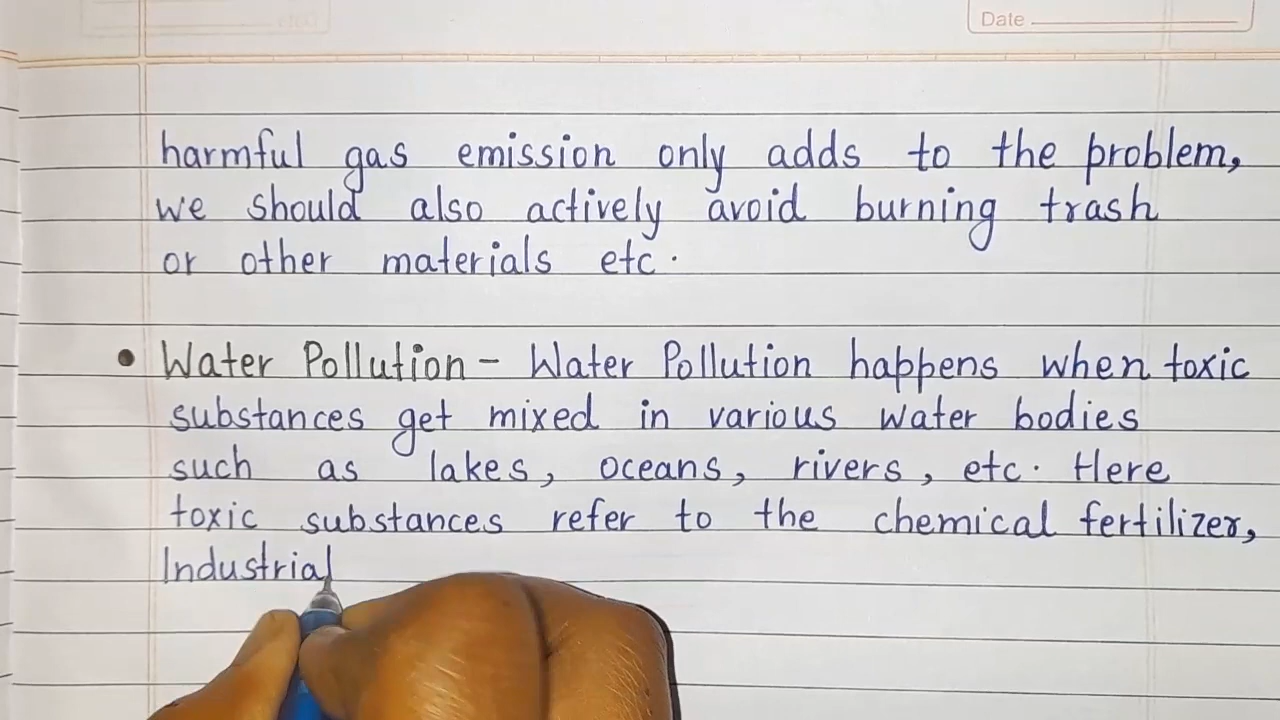 Date
harmful gas emission only adds to the problem,
we should also actively avoid burning trash
or other materials etc.
• Water Pollution - Water Pollution happens when toxic
substances get mixed in various water bodies
such as lakes, oceans, rivers, etc. Here
toxic substances refer to the chemical fertilizer,
Industrial